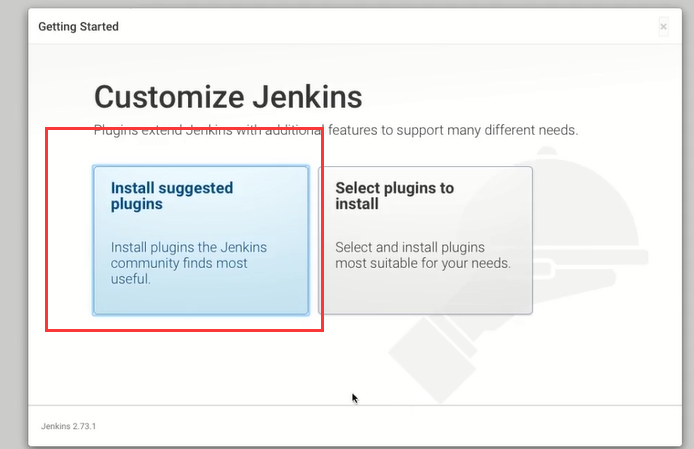 Getting Started
×
Customize Jenkins
Plugins extend Jenkins with additional features to support many different needs.
Install suggested
plugins
Install plugins the Jenkins
community finds most
useful.
Select plugins to
install
Select and install plugins
most suitable for your needs.
Jenkins 2.73.1